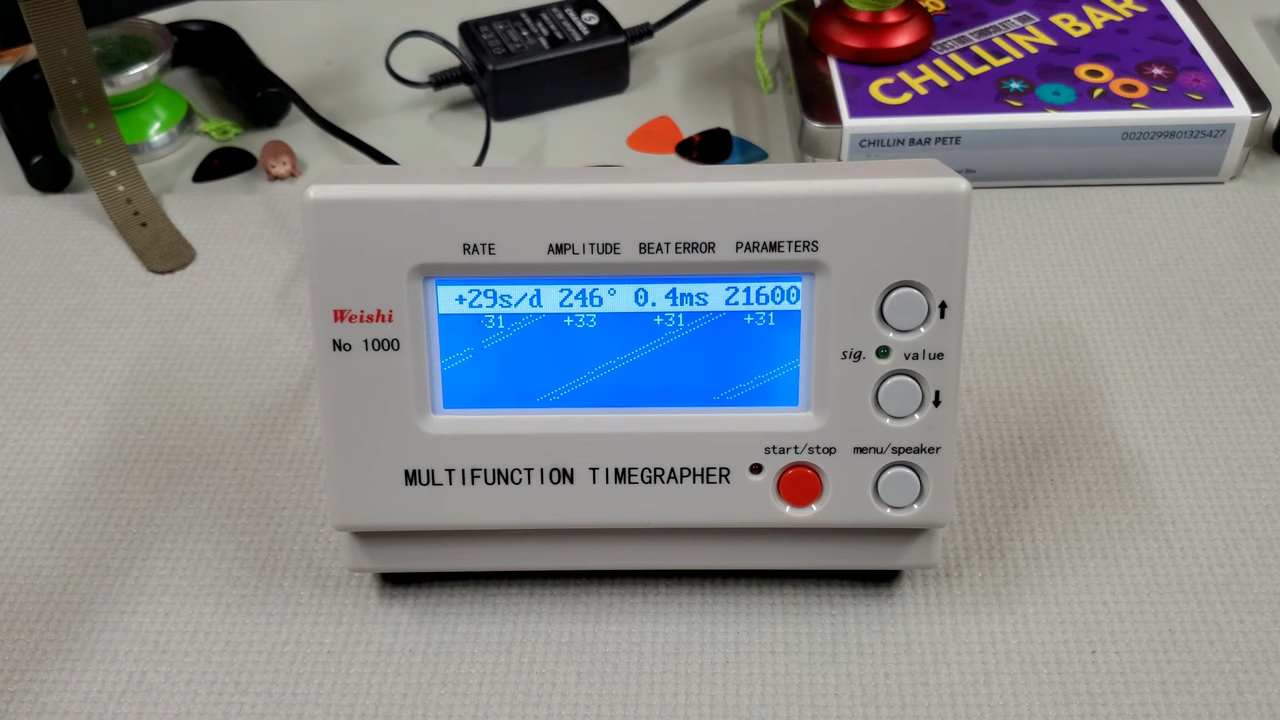 CHILLIN BAR
CHILLIN BAR PETE
0020299801325427
RATE AMPLITUDE BEAT ERROR PARAMETERS
+29s/d 246° 0.4ms 21600
31 +33 +31 +31
Weishi
No 1000
sig. value
start/stop menu/speaker
MULTIFUNCTION TIMEGRAPHER